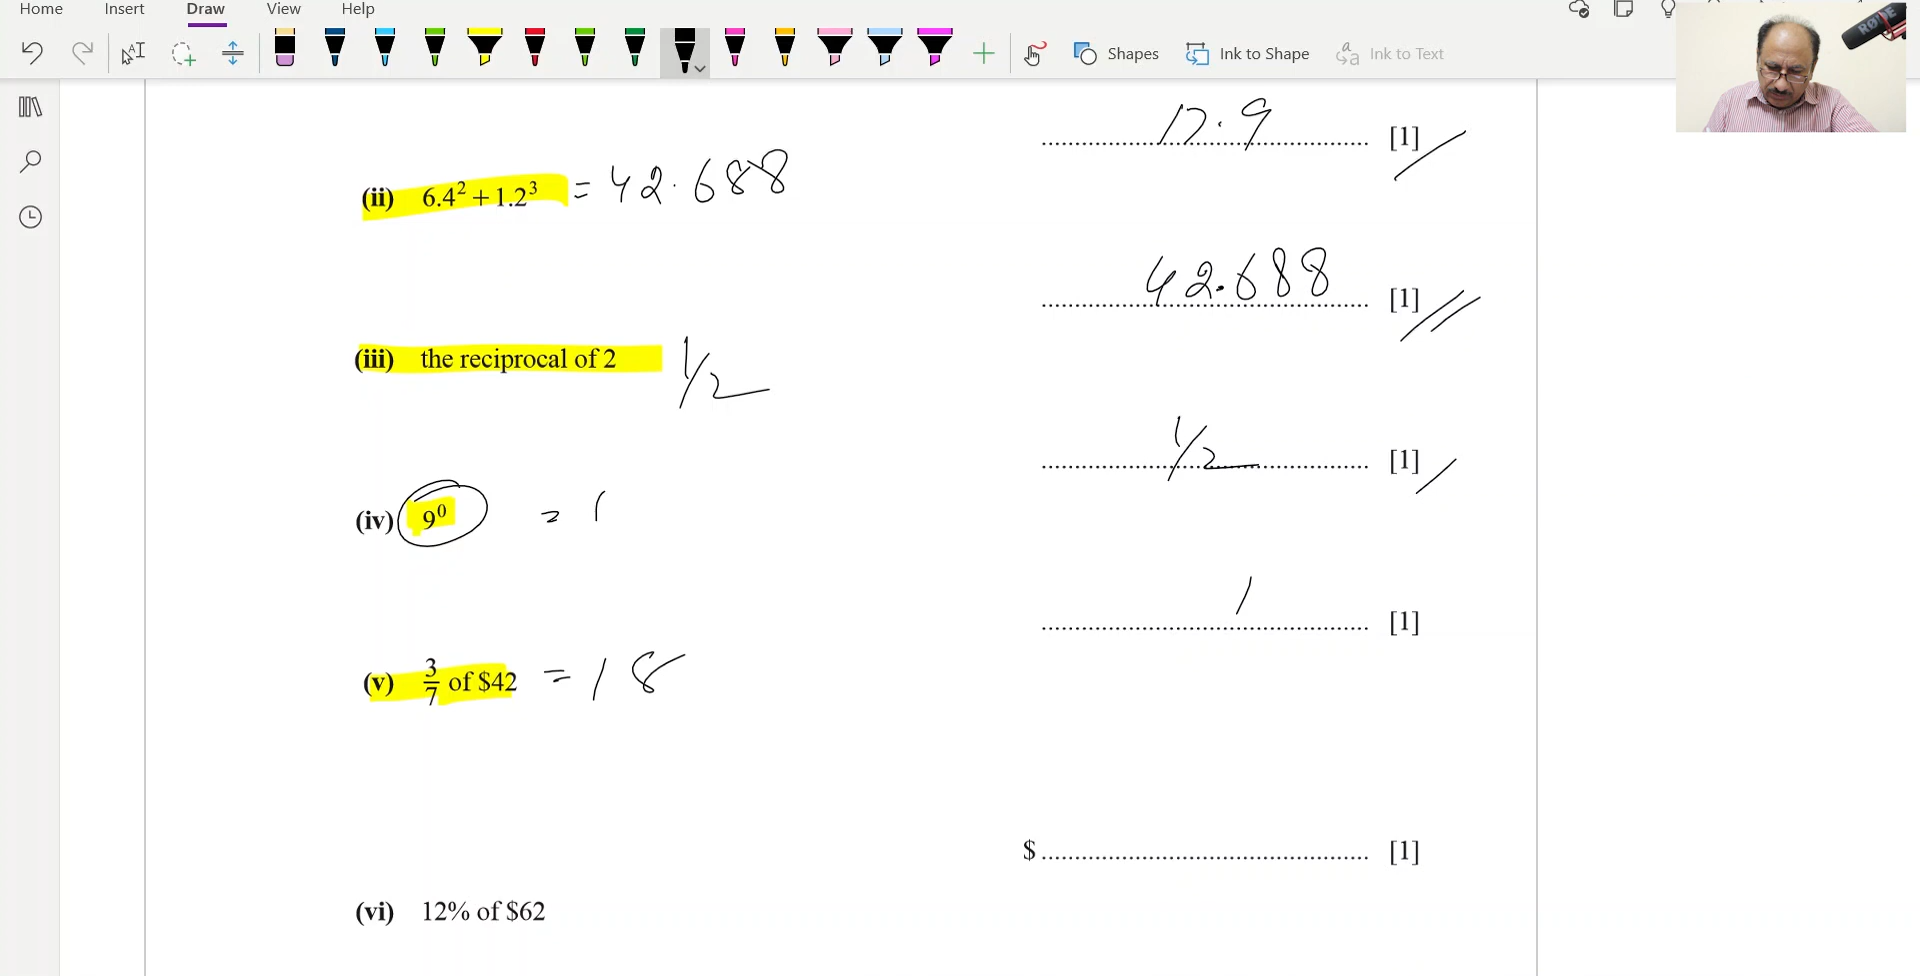 Home Insert Draw View Help
Shapes Ink to Shape Ink to Text
RØDE
17.9 [1]
(ii) 6.4² + 1.2³ = 42.688
42.688 [1]
(iii) the reciprocal of 2 1/2
1/2 [1]
(iv) 9⁰ = 1
1 [1]
(v) 3/7 of $42 = 18
$ [1]
(vi) 12% of $62